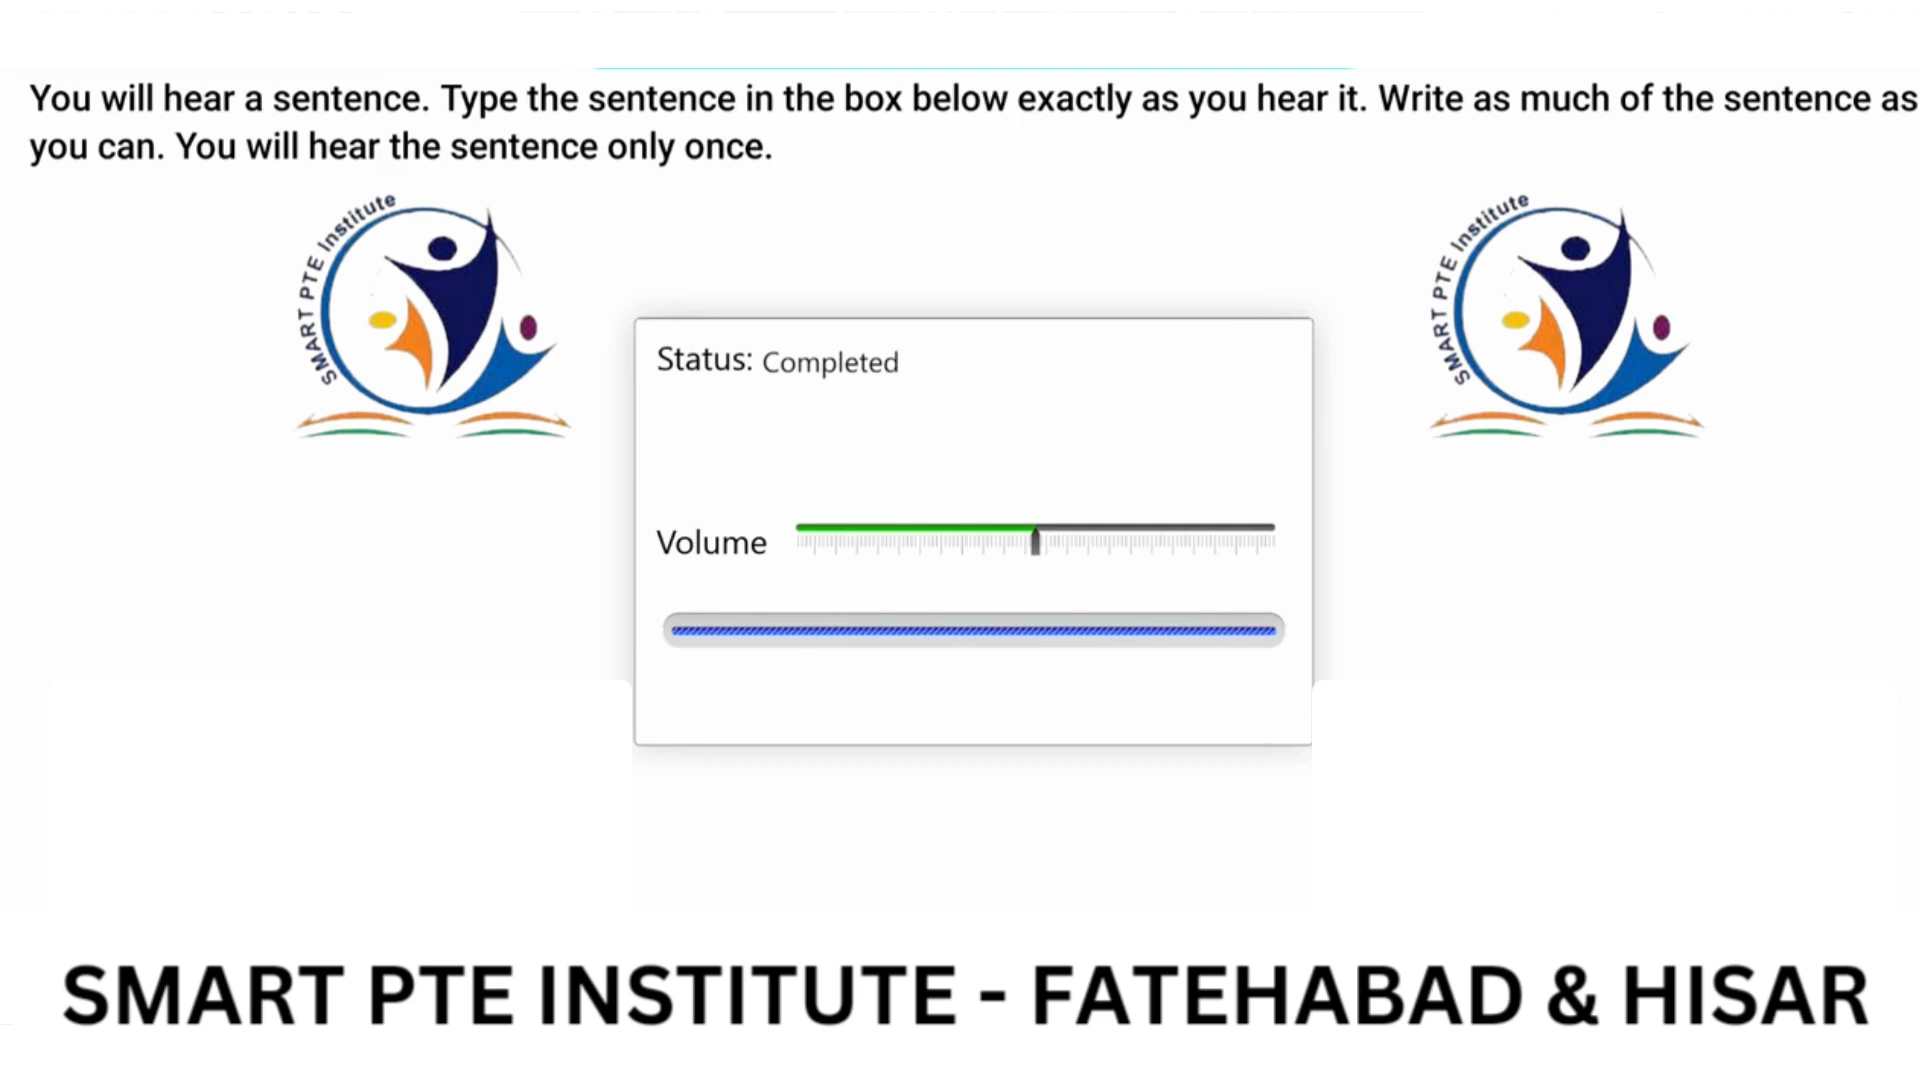 You will hear a sentence. Type the sentence in the box below exactly as you hear it. Write as much of the sentence as
you can. You will hear the sentence only once.
SMART PTE Institute
SMART PTE Institute
Status: Completed
Volume
SMART PTE INSTITUTE - FATEHABAD & HISAR